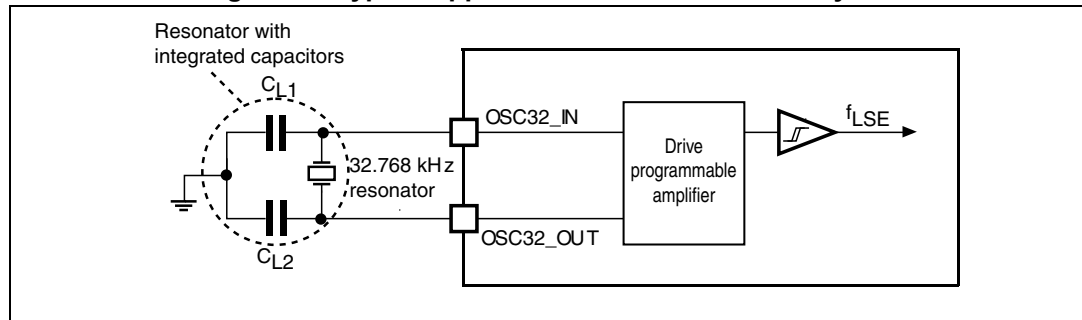 Resonator with
integrated capacitors
CL1
OSC32_IN
fLSE
Drive
programmable
amplifier
32.768 kHz
resonator
OSC32_OUT
CL2